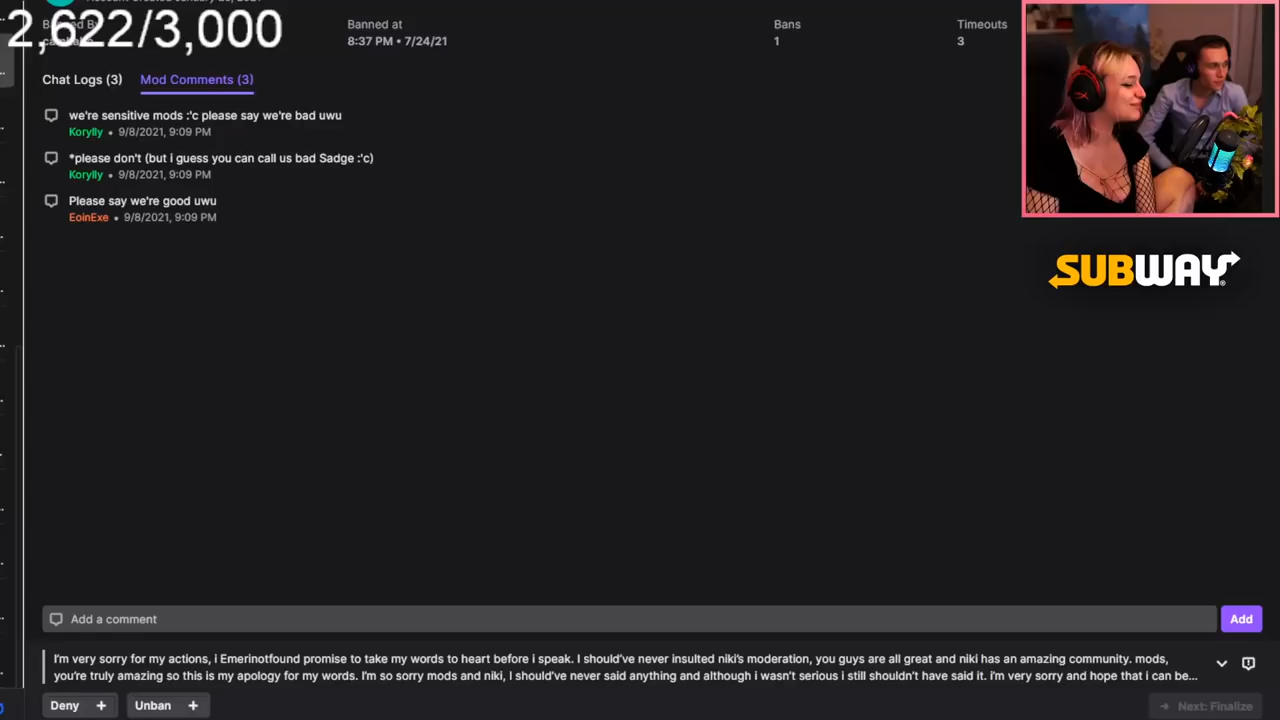 2,622/3,000
Banned at
Bans
Timeouts
8:37 PM • 7/24/21
1
3
Chat Logs (3)
Mod Comments (3)
we're sensitive mods :'c please say we're bad uwu
Korylly • 9/8/2021, 9:09 PM
*please don't (but i guess you can call us bad Sadge :'c)
Korylly • 9/8/2021, 9:09 PM
Please say we're good uwu
EoinExe • 9/8/2021, 9:09 PM
SUBWAY
Add a comment
Add
I'm very sorry for my actions, i Emerinotfound promise to take my words to heart before i speak. I should've never insulted niki's moderation, you guys are all great and niki has an amazing community. mods,
you're truly amazing so this is my apology for my words. I'm so sorry mods and niki, I should've never said anything and although i wasn't serious i still shouldn't have said it. i'm very sorry and hope that i can be...
Deny +
Unban +
Next: Finalize